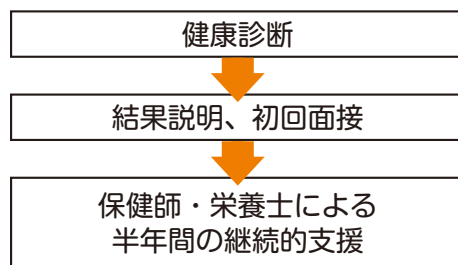 健康診断
結果説明、初回面接
保健師・栄養士による
半年間の継続的支援